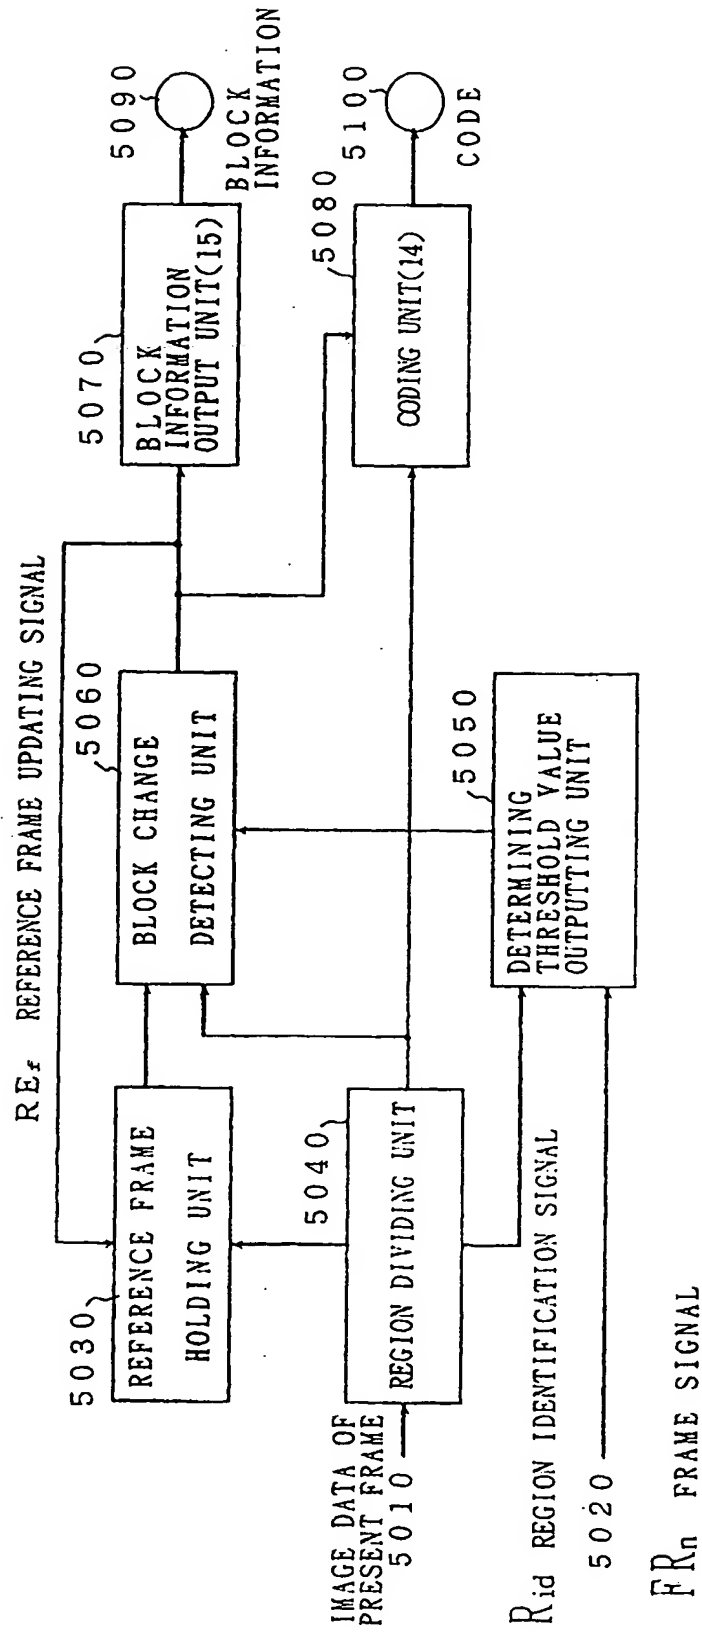 REf REFERENCE FRAME UPDATING SIGNAL
5030
REFERENCE FRAME
HOLDING UNIT
5060
BLOCK CHANGE
DETECTING UNIT
5070
BLOCK
INFORMATION
OUTPUT UNIT(15)
5090
BLOCK
INFORMATION
IMAGE DATA OF
PRESENT FRAME
5010
5040
REGION DIVIDING UNIT
5080
CODING UNIT(14)
5100
CODE
Rid REGION IDENTIFICATION SIGNAL
5020
5050
DETERMINING
THRESHOLD VALUE
OUTPUTTING UNIT
FRn FRAME SIGNAL